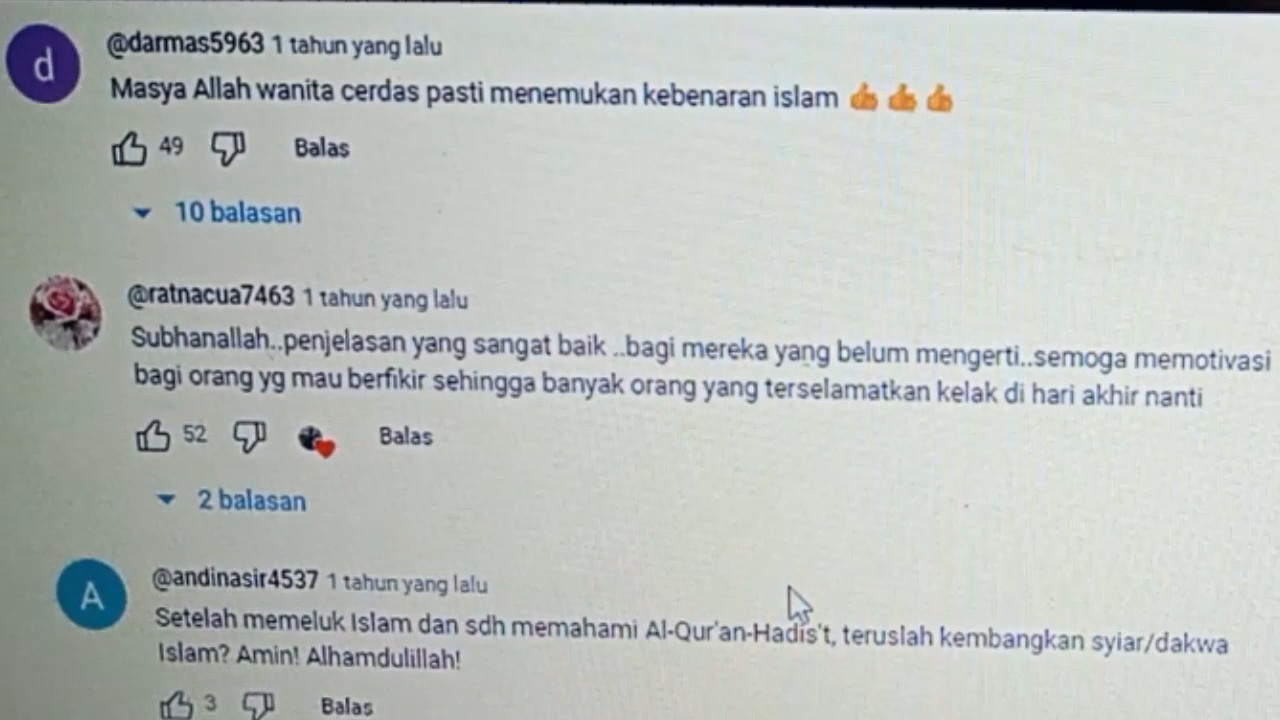 d
@darmas5963 1 tahun yang lalu
Masya Allah wanita cerdas pasti menemukan kebenaran islam 👍👍👍
49 Balas
10 balasan
@ratnacua7463 1 tahun yang lalu
Subhanallah..penjelasan yang sangat baik ..bagi mereka yang belum mengerti..semoga memotivasi
bagi orang yg mau berfikir sehingga banyak orang yang terselamatkan kelak di hari akhir nanti
52 Balas
2 balasan
A
@andinasir4537 1 tahun yang lalu
Setelah memeluk Islam dan sdh memahami Al-Qur'an-Hadis't, teruslah kembangkan syiar/dakwa
Islam? Amin! Alhamdulillah!
3 Balas